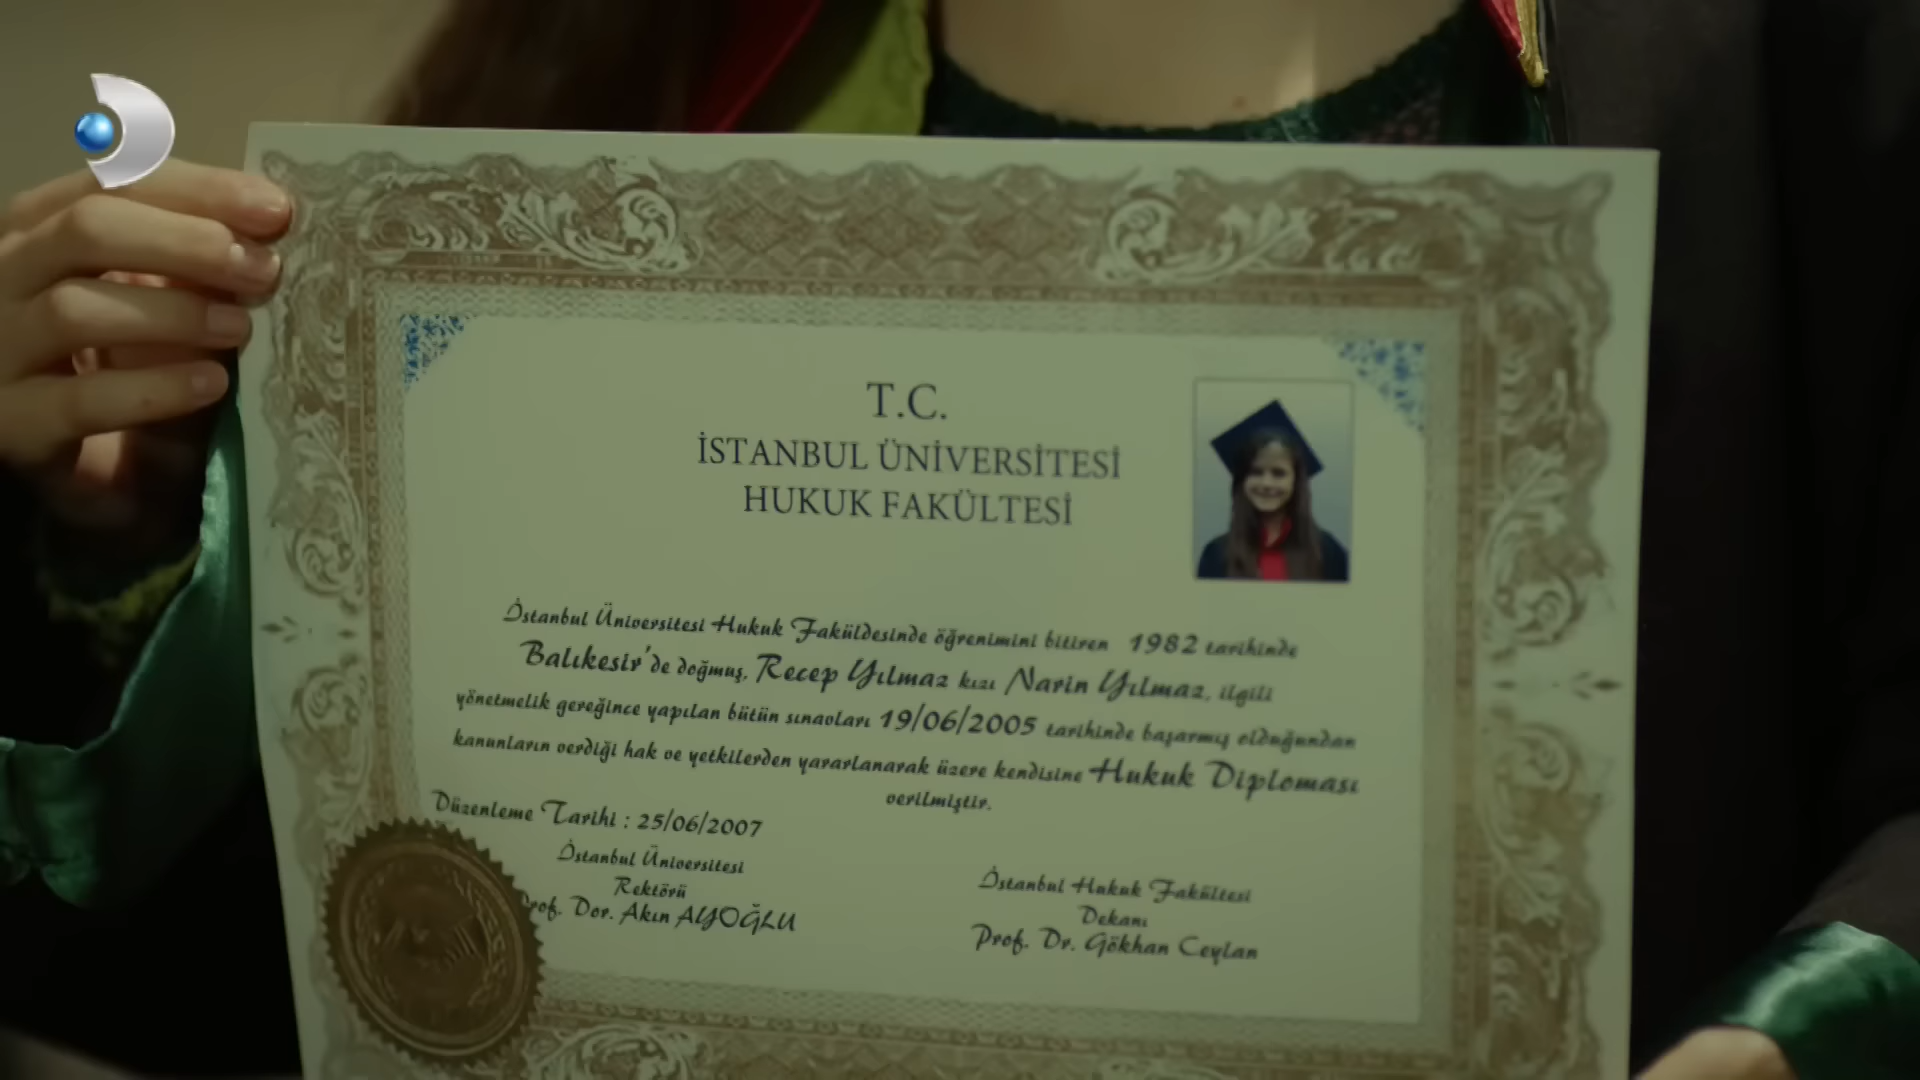 T.C.
İSTANBUL ÜNİVERSİTESİ
HUKUK FAKÜLTESİ
İstanbul Üniversitesi Hukuk Faküldesinde öğrenimini bitiren 1982 tarihinde
Balıkesir'de doğmuş, Recep Yılmaz kızı Narin Yılmaz, ilgili
yönetmelik gereğince yapılan bütün sınavları 19/06/2005 tarihinde başarmış olduğundan
kanunların verdiği hak ve yetkilerden yararlanarak üzere kendisine Hukuk Diploması
verilmiştir.
Düzenleme Tarihi : 25/06/2007
İstanbul Üniversitesi
Rektörü
Prof. Dor. Akın AYOĞLU
İstanbul Hukuk Fakültesi
Dekanı
Prof. Dr. Gökhan Ceylan